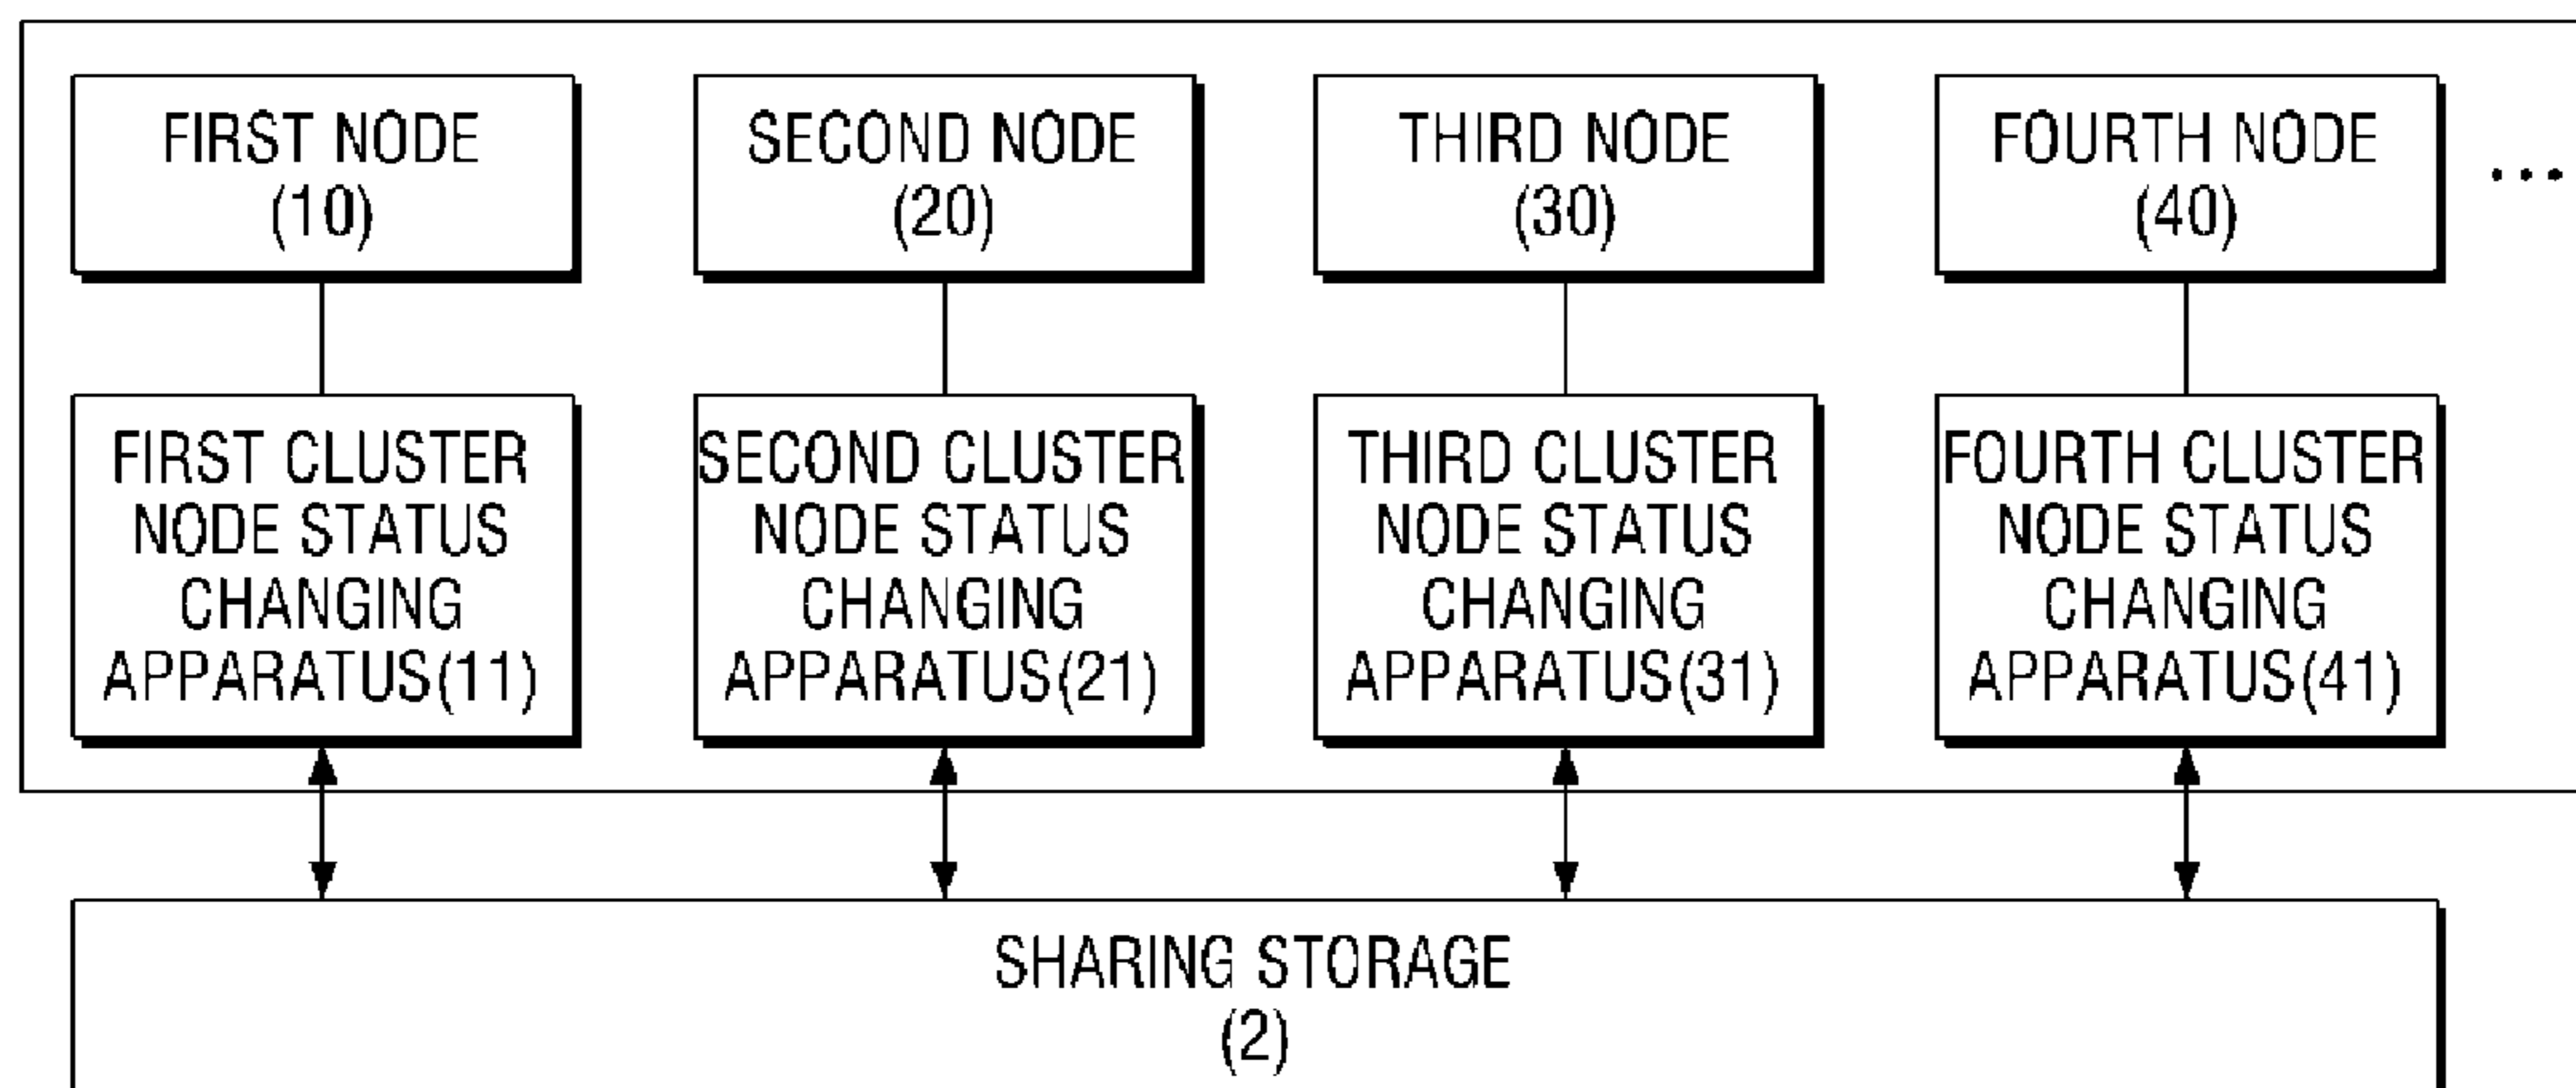 FIRST NODE
(10)
SECOND NODE
(20)
THIRD NODE
(30)
FOURTH NODE
(40)
...
FIRST CLUSTER
NODE STATUS
CHANGING
APPARATUS(11)
SECOND CLUSTER
NODE STATUS
CHANGING
APPARATUS(21)
THIRD CLUSTER
NODE STATUS
CHANGING
APPARATUS(31)
FOURTH CLUSTER
NODE STATUS
CHANGING
APPARATUS(41)
SHARING STORAGE
(2)